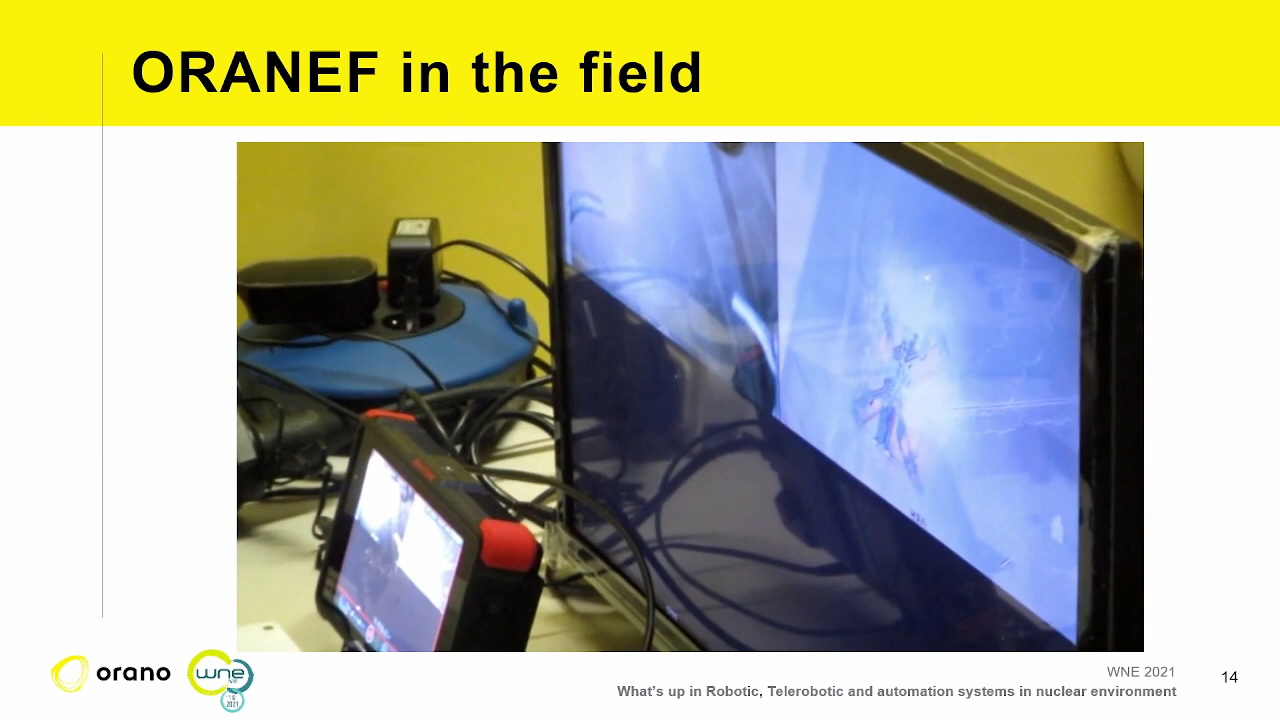 ORANEF in the field
orano
wne
2021
WNE 2021
What's up in Robotic, Telerobotic and automation systems in nuclear environment
14